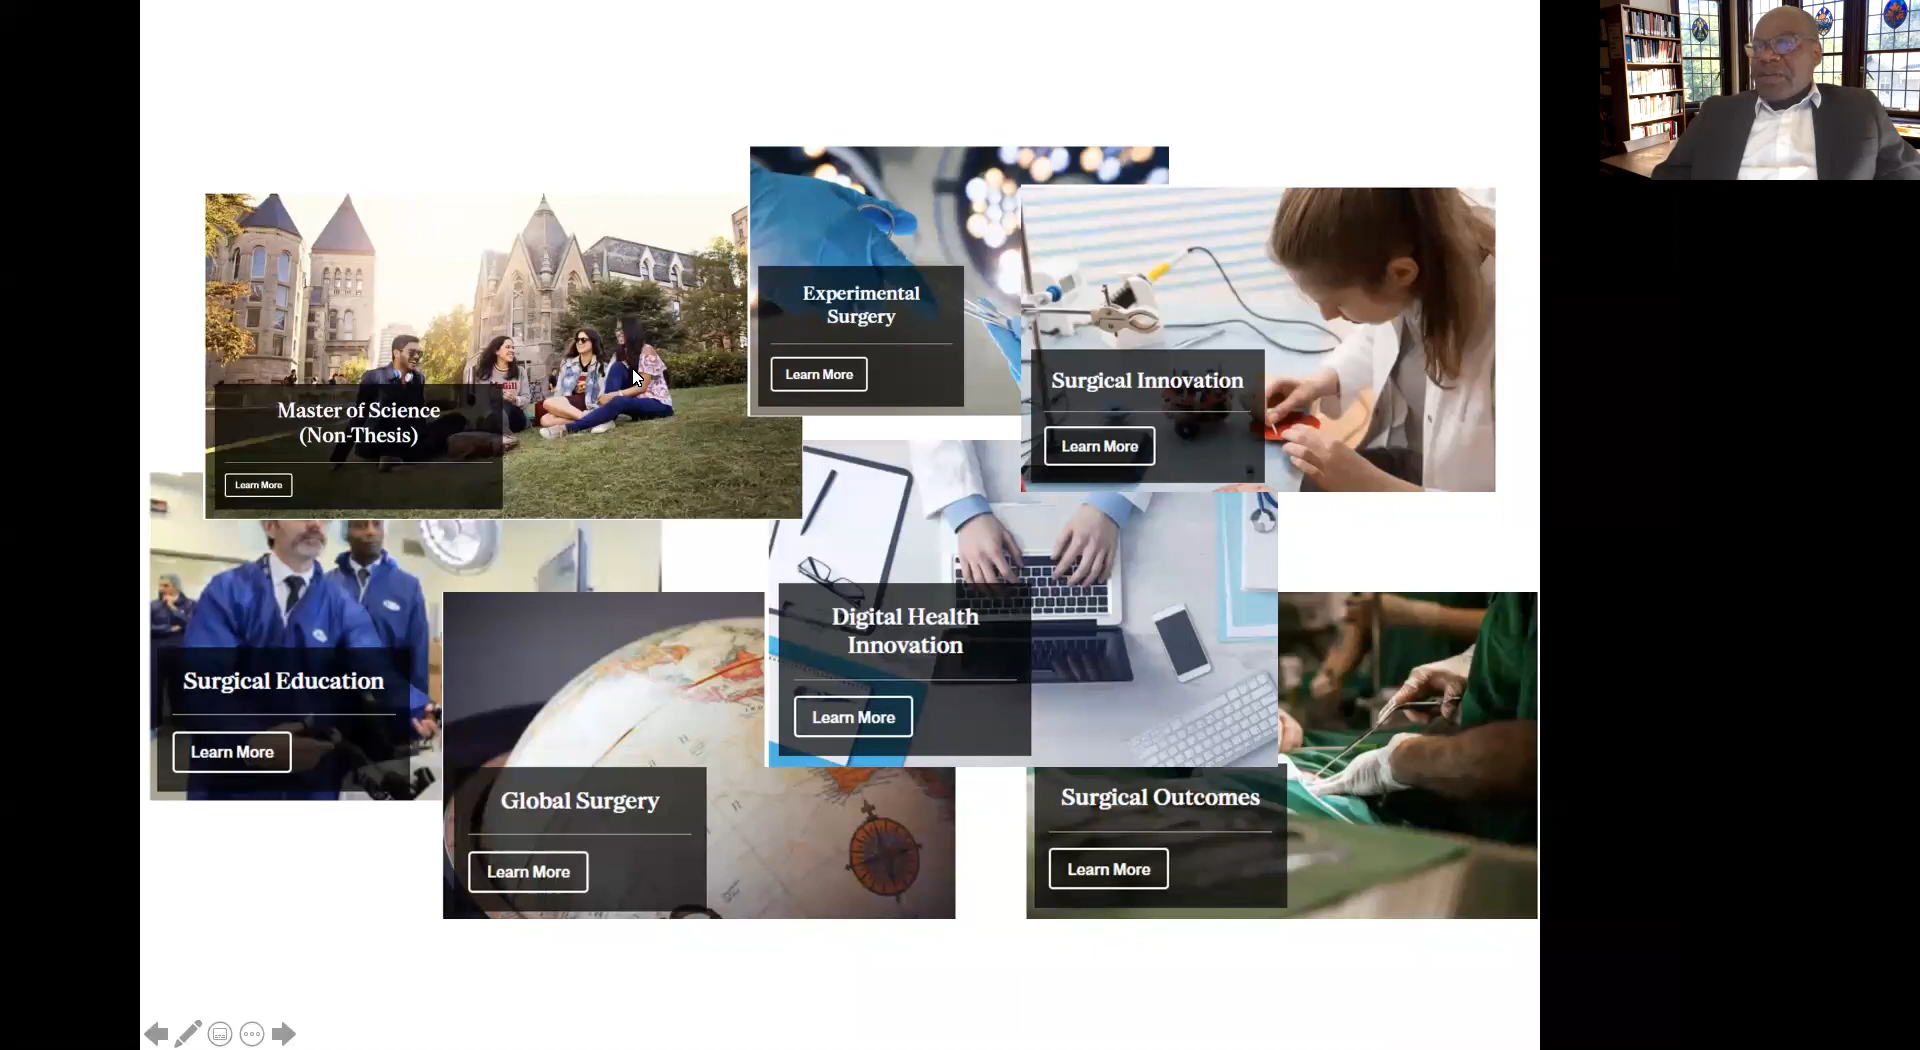 Experimental
Surgery
Learn More
Surgical Innovation
Learn More
McGill
Master of Science
(Non-Thesis)
Learn More
Digital Health
Innovation
Learn More
Surgical Education
Learn More
Global Surgery
Learn More
Surgical Outcomes
Learn More